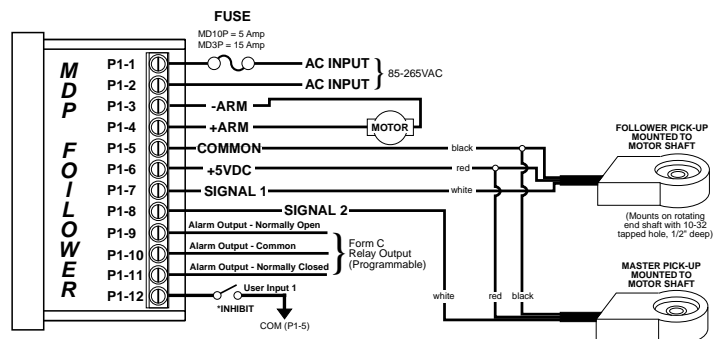 FUSE
MD10P = 5 Amp
MD3P = 15 Amp
MDP FOLLOWER
P1-1
AC INPUT
P1-2
AC INPUT
85-265VAC
P1-3
-ARM
P1-4
+ARM
MOTOR
P1-5
COMMON
black
P1-6
+5VDC
red
P1-7
SIGNAL 1
white
P1-8
SIGNAL 2
P1-9
Alarm Output - Normally Open
P1-10
Alarm Output - Common
P1-11
Alarm Output - Normally Closed
Form C
Relay Output
(Programmable)
P1-12
User Input 1
*INHIBIT
COM (P1-5)
FOLLOWER PICK-UP
MOUNTED TO
MOTOR SHAFT
(Mounts on rotating
end shaft with 10-32
tapped hole, 1/2" deep)
white
red
black
MASTER PICK-UP
MOUNTED TO
MOTOR SHAFT